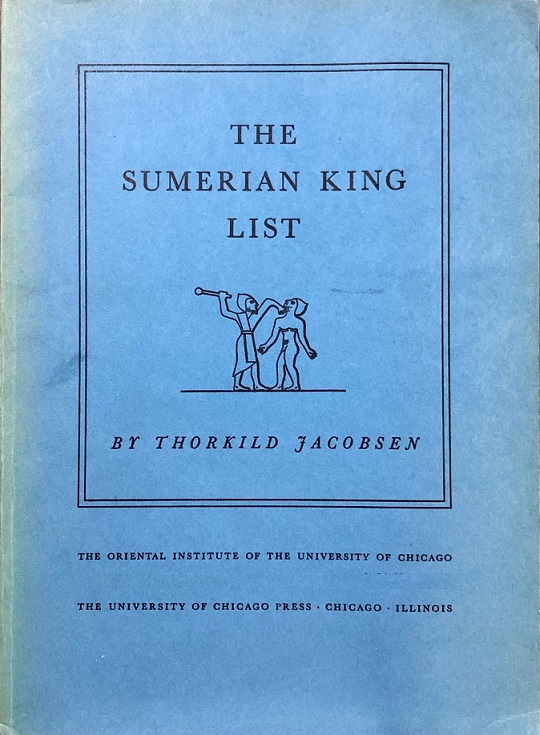 THE
SUMERIAN KING
LIST
BY THORKILD JACOBSEN
THE ORIENTAL INSTITUTE OF THE UNIVERSITY OF CHICAGO
THE UNIVERSITY OF CHICAGO PRESS · CHICAGO · ILLINOIS